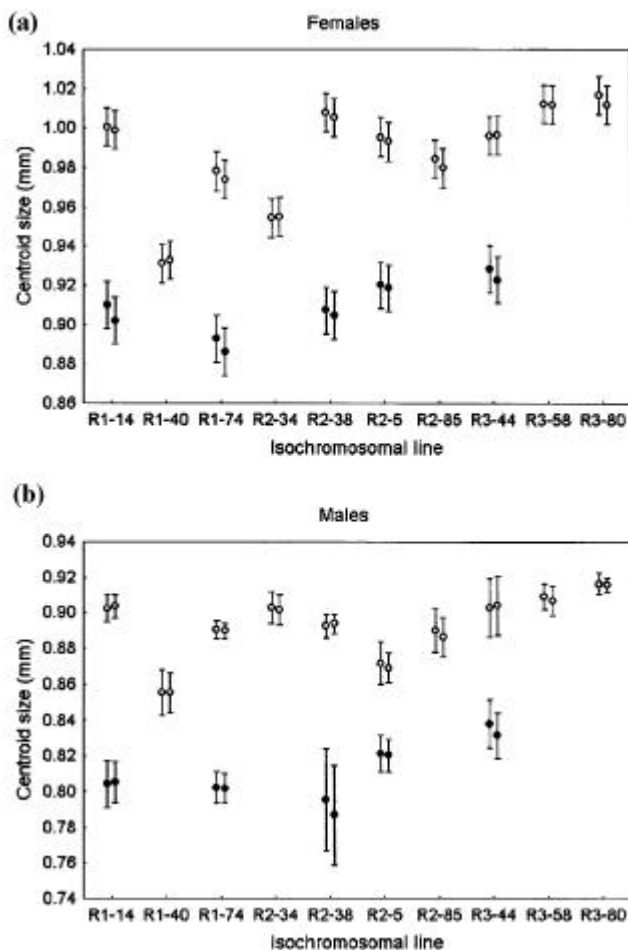 (a)
Females
1.04
1.02
1.00
0.98
0.96
0.94
0.92
0.90
0.88
0.86
Centroid size (mm)
R1-14 R1-40 R1-74 R2-34 R2-38 R2-5 R2-85 R3-44 R3-58 R3-80
Isochromosomal line
(b)
Males
0.94
0.92
0.90
0.88
0.86
0.84
0.82
0.80
0.78
0.76
0.74
Centroid size (mm)
R1-14 R1-40 R1-74 R2-34 R2-38 R2-5 R2-85 R3-44 R3-58 R3-80
Isochromosomal line